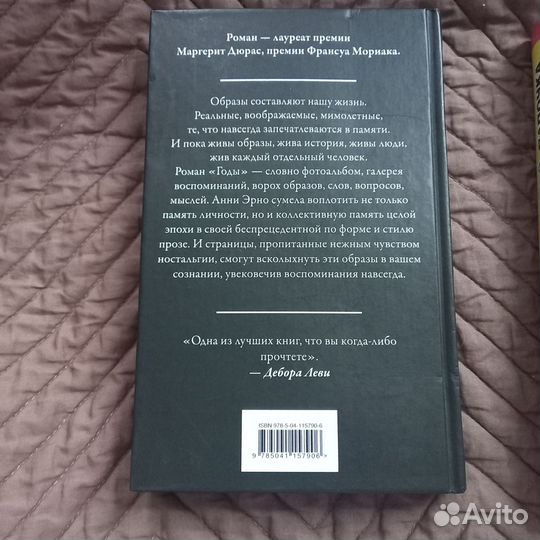 Роман — лауреат премии
Маргерит Дюрас, премии Франсуа Мориака.
Образы составляют нашу жизнь.
Реальные, воображаемые, мимолетные,
те, что навсегда запечатлеваются в памяти.
И пока живы образы, жива история, живы люди,
жив каждый отдельный человек.
Роман «Годы» — словно фотоальбом, галерея
воспоминаний, ворох образов, слов, вопросов,
мыслей. Анни Эрно сумела воплотить не только
память личности, но и коллективную память целой
эпохи в своей беспрецедентной по форме и стилю
прозе. И страницы, пропитанные нежным чувством
ностальгии, смогут всколыхнуть эти образы в вашем
сознании, увековечив воспоминания навсегда.
«Одна из лучших книг, что вы когда-либо
прочтете».
— Дебора Леви
ISBN 978-5-04-115790-6
9 785041 157906
Avito